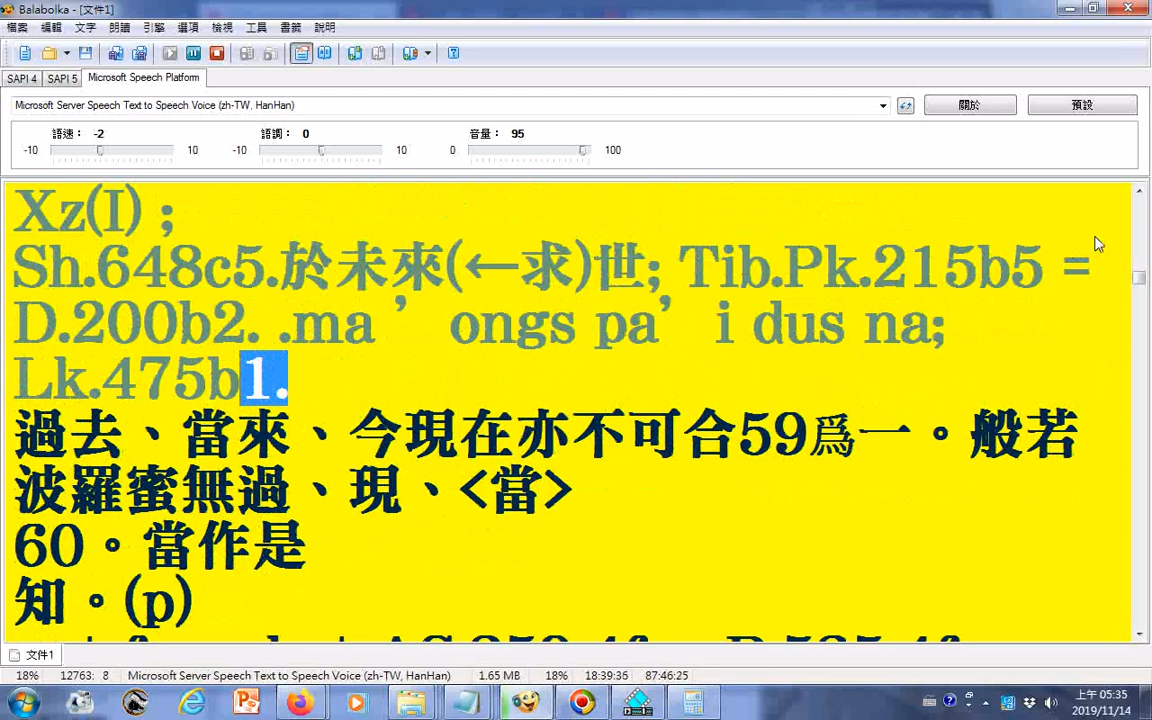 Balabolka - [文件1]
檔案 編輯 文字 朗讀 引擎 選項 檢視 工具 書籤 說明
SAPI 4 SAPI 5 Microsoft Speech Platform
Microsoft Server Speech Text to Speech Voice (zh-TW, HanHan) 關於 預設
語速： -2 語調： 0 音量： 95
-10 10 -10 10 0 100
Xz(I) ;
Sh.648c5.於未來(←求)世; Tib.Pk.215b5 =
D.200b2. .ma ’ongs pa’i dus na;
Lk.475b1.
過去、當來、今現在亦不可合59爲一。般若
波羅蜜無過、現、<當>
60。當作是
知。(p)
文件1
18% 12763: 8 Microsoft Server Speech Text to Speech Voice (zh-TW, HanHan) 1.65 MB 18% 18:39:36 87:46:25
上午 05:35
2019/11/14